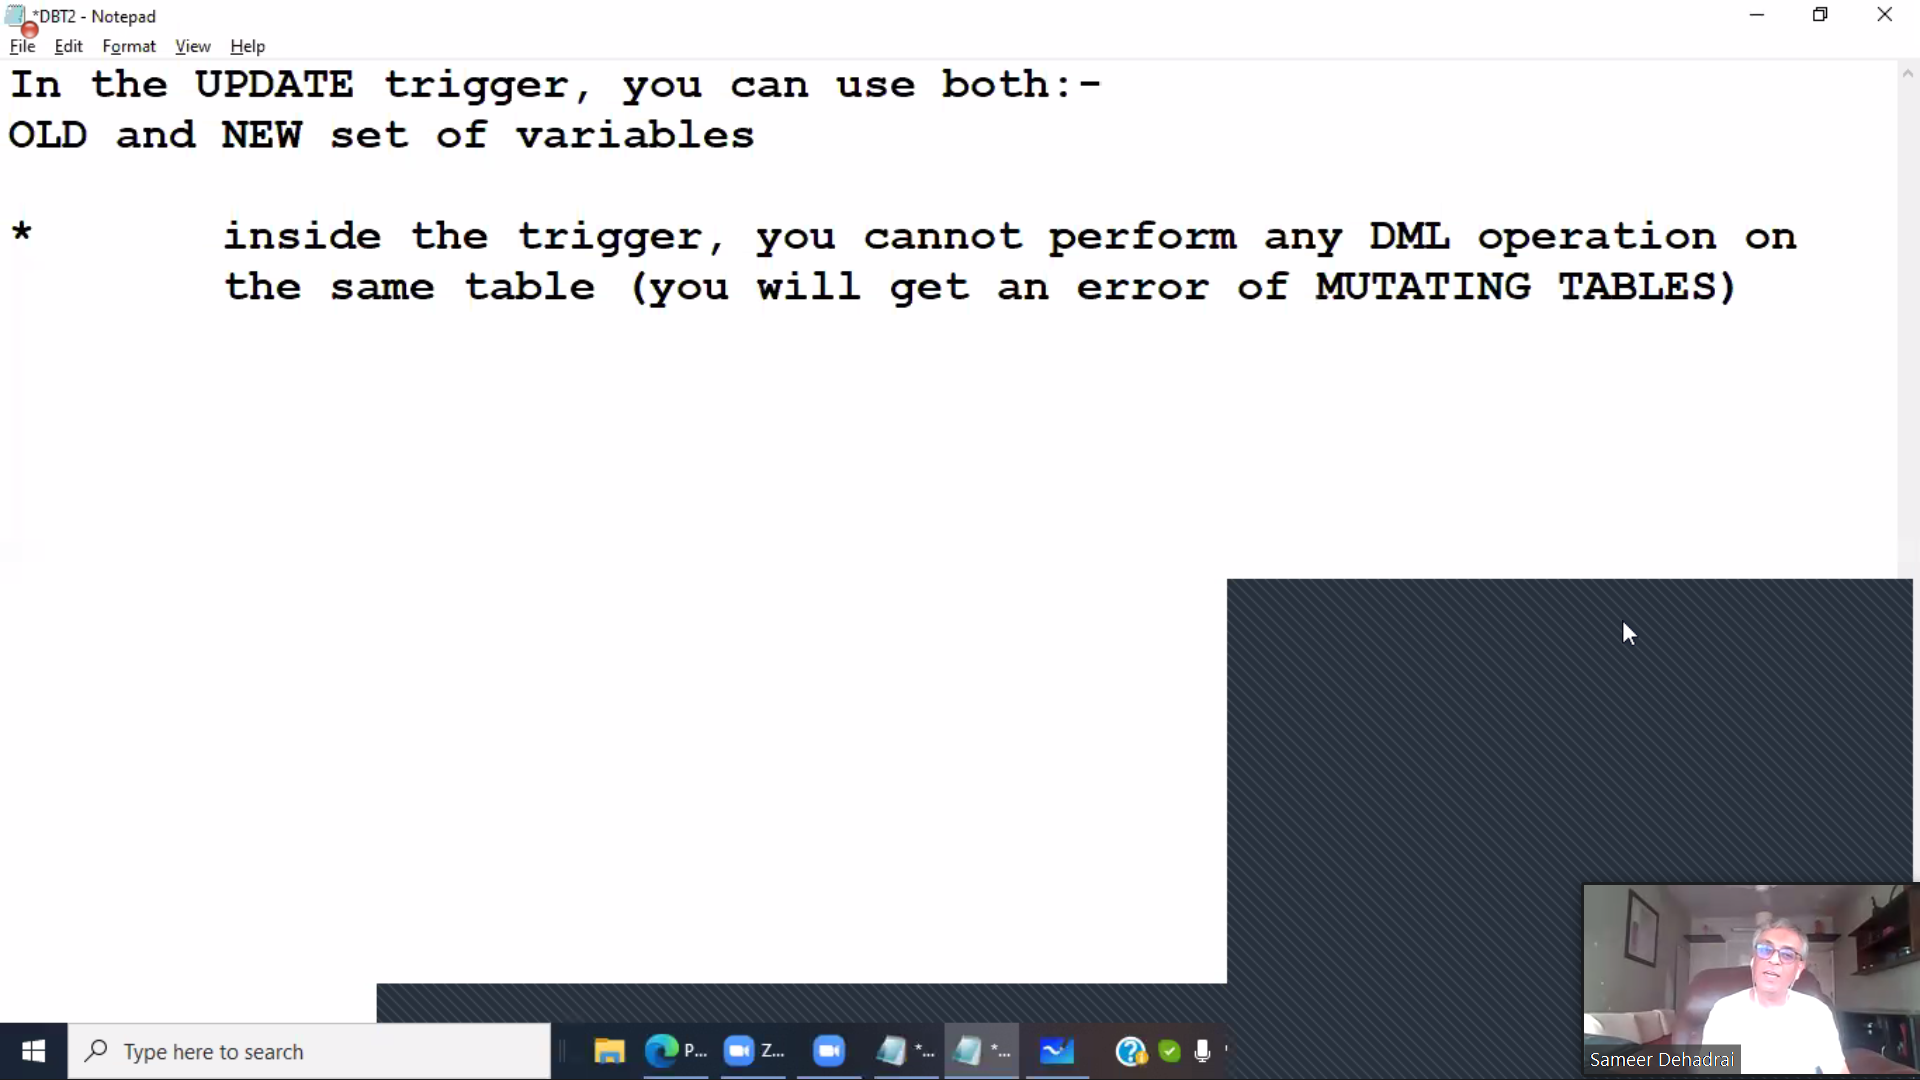 *DBT2 - Notepad
File Edit Format View Help
In the UPDATE trigger, you can use both:-
OLD and NEW set of variables
* inside the trigger, you cannot perform any DML operation on
the same table (you will get an error of MUTATING TABLES)
Sameer Dehadrai
Type here to search
P...
Z...
*...
*...